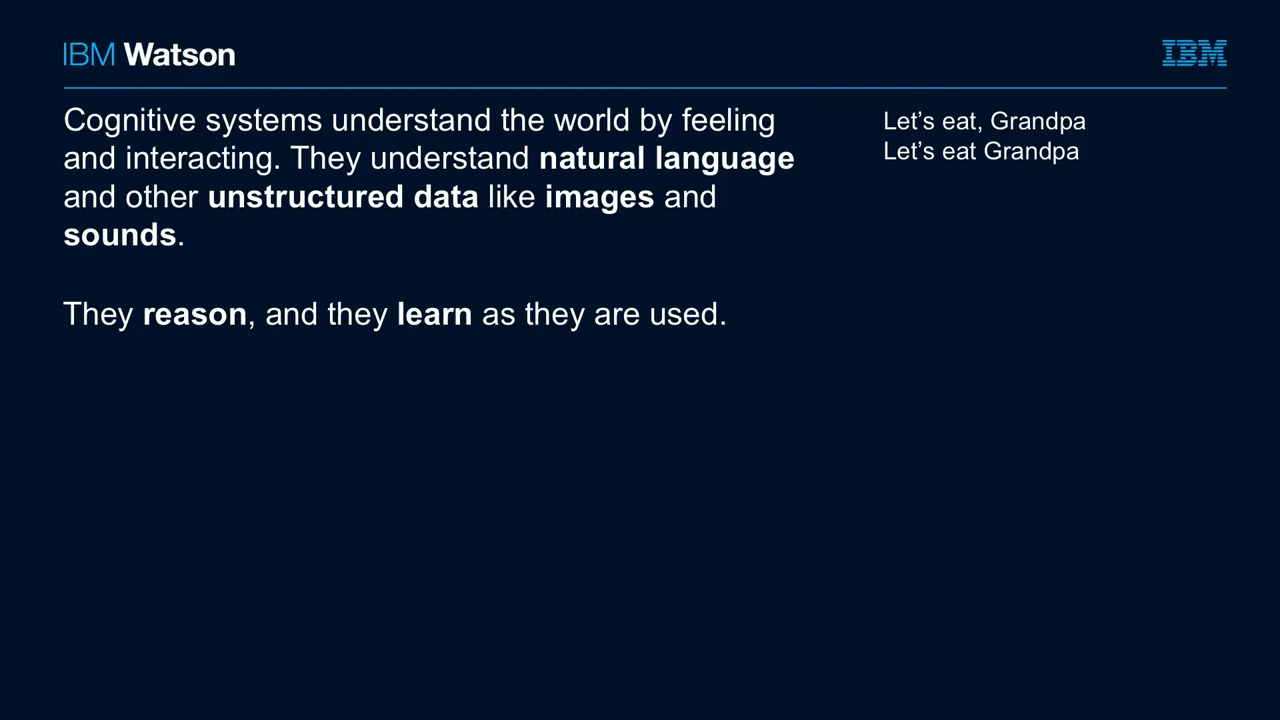 IBM Watson
IBM
Cognitive systems understand the world by feeling
and interacting. They understand natural language
and other unstructured data like images and
sounds.
They reason, and they learn as they are used.
Let’s eat, Grandpa
Let’s eat Grandpa